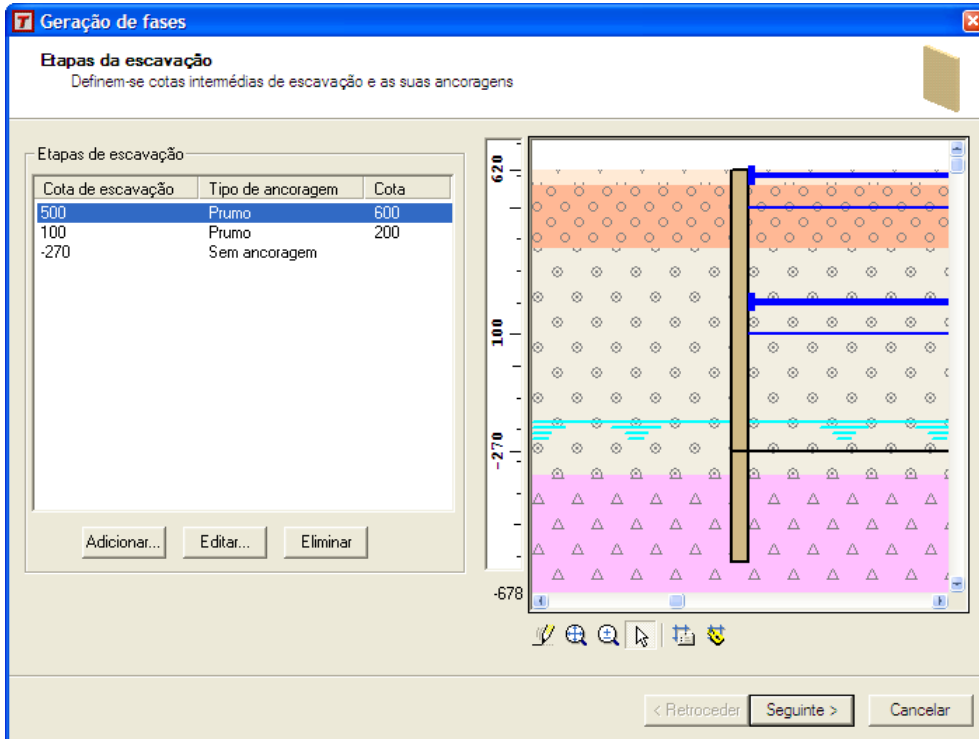 Geração de fases
Etapas da escavação
Definem-se cotas intermédias de escavação e as suas ancoragens
Etapas de escavação
Cota de escavação Tipo de ancoragem Cota
500 Prumo 600
100 Prumo 200
-270 Sem ancoragem
Adicionar... Editar... Eliminar
620
100
-270
-678
< Retroceder Seguinte > Cancelar